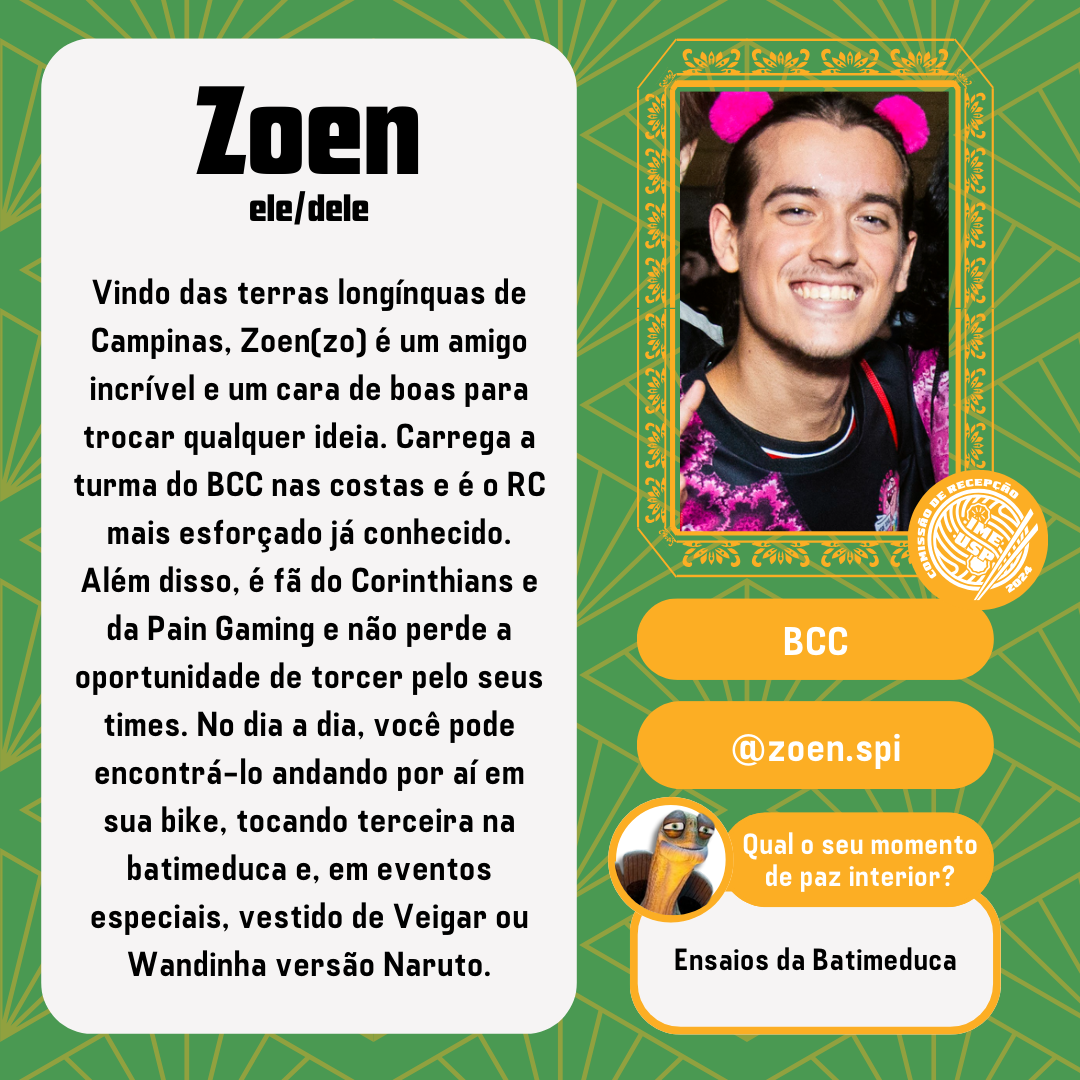 Zoen
ele/dele
Vindo das terras longínquas de
Campinas, Zoen(zo) é um amigo
incrível e um cara de boas para
trocar qualquer ideia. Carrega a
turma do BCC nas costas e é o RC
mais esforçado já conhecido.
Além disso, é fã do Corinthians e
da Pain Gaming e não perde a
oportunidade de torcer pelo seus
times. No dia a dia, você pode
encontrá-lo andando por aí em
sua bike, tocando terceira na
batimeduca e, em eventos
especiais, vestido de Veigar ou
Wandinha versão Naruto.
COMISSÃO DE RECEPÇÃO
IME
USP
2024
BCC
@zoen.spi
Qual o seu momento
de paz interior?
Ensaios da Batimeduca